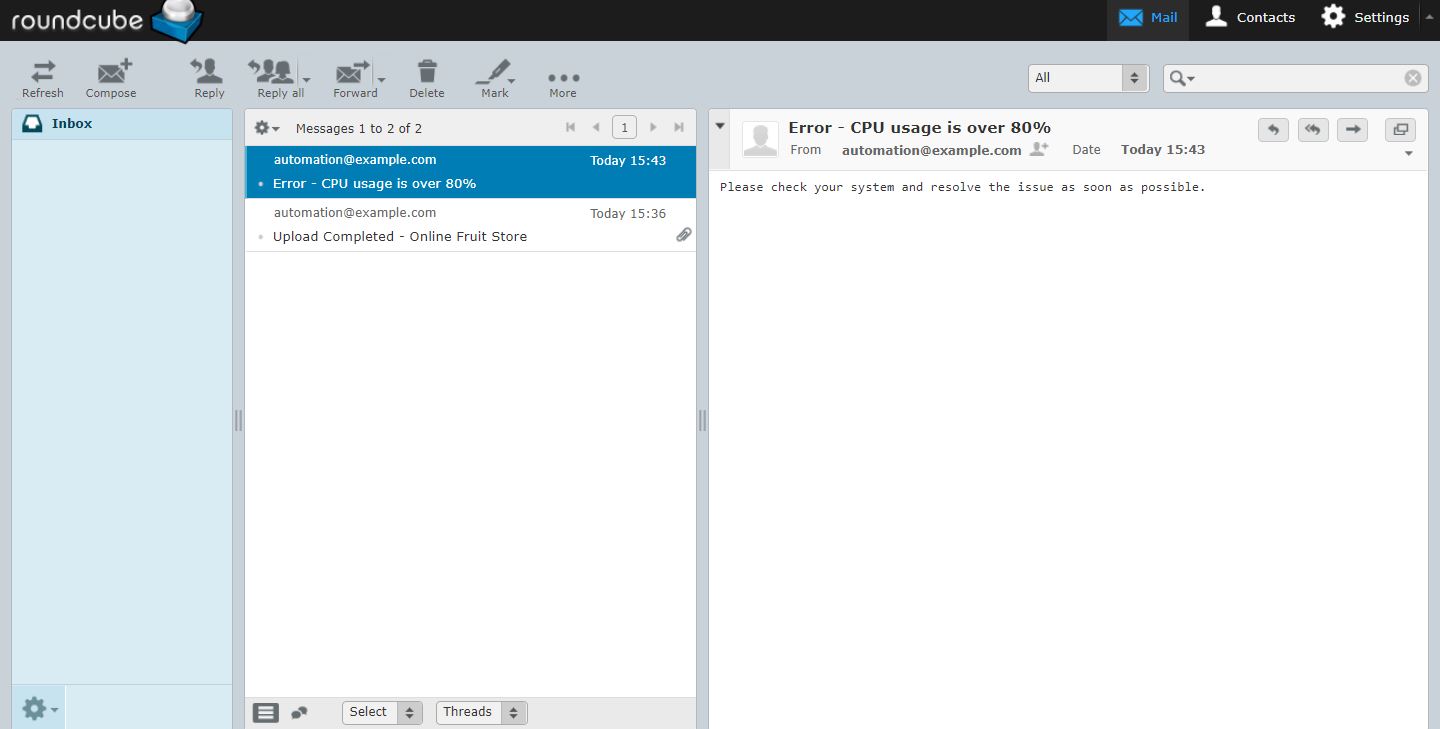 roundcube
Mail
Contacts
Settings
Refresh
Compose
Reply
Reply all
Forward
Delete
Mark
More
All
Inbox
Messages 1 to 2 of 2
1
automation@example.com
Today 15:43
Error - CPU usage is over 80%
automation@example.com
Today 15:36
Upload Completed - Online Fruit Store
Select
Threads
Error - CPU usage is over 80%
From automation@example.com Date Today 15:43
Please check your system and resolve the issue as soon as possible.